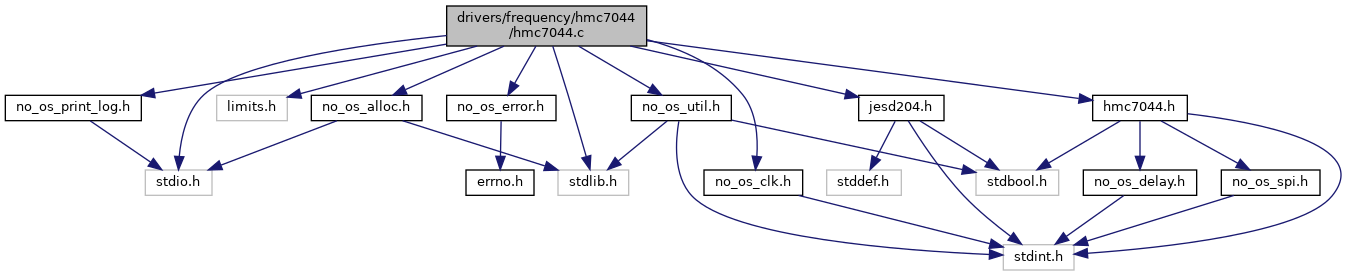 drivers/frequency/hmc7044
/hmc7044.c
no_os_print_log.h
limits.h
no_os_alloc.h
no_os_error.h
no_os_util.h
jesd204.h
hmc7044.h
stdio.h
errno.h
stdlib.h
no_os_clk.h
stddef.h
stdbool.h
no_os_delay.h
no_os_spi.h
stdint.h